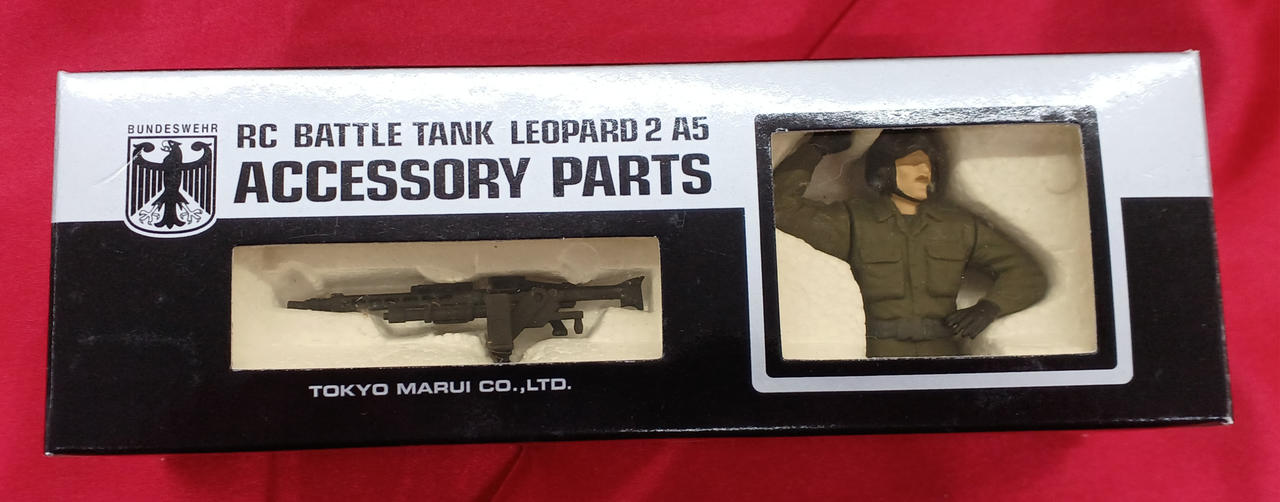 BUNDESWEHR
RC BATTLE TANK LEOPARD 2 A5
ACCESSORY PARTS
TOKYO MARUI CO.,LTD.